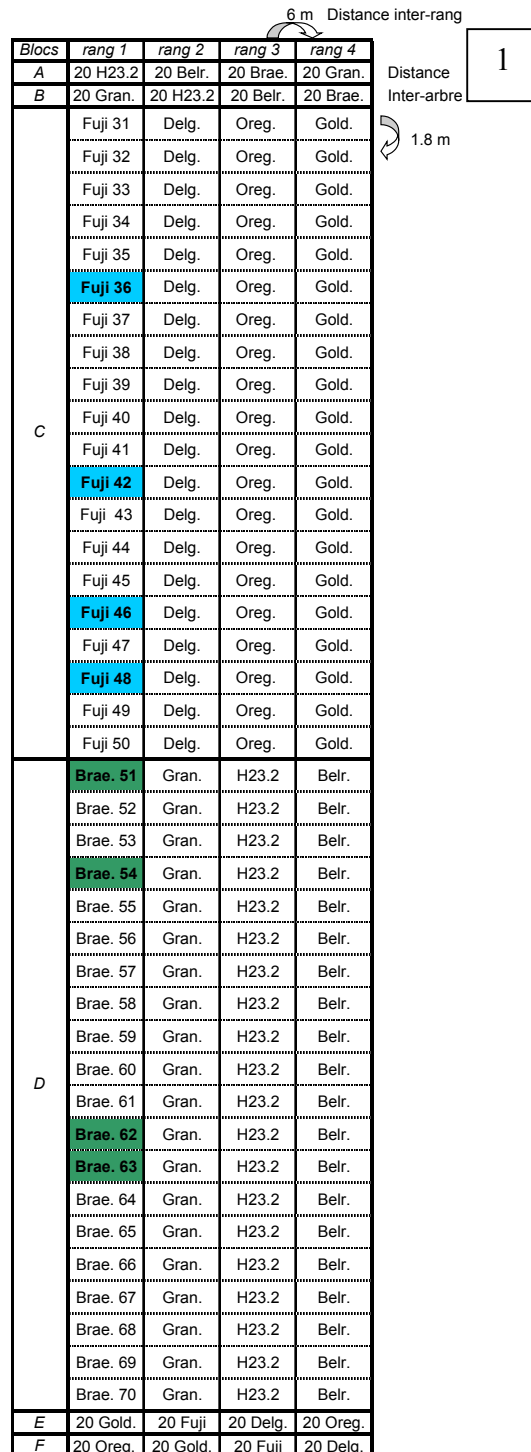 6 m Distance inter-rang
Blocs rang 1 rang 2 rang 3 rang 4
A 20 H23.2 20 Belr. 20 Brae. 20 Gran. Distance
B 20 Gran. 20 H23.2 20 Belr. 20 Brae. Inter-arbre
1
1.8 m
C
Fuji 31 Delg. Oreg. Gold.
Fuji 32 Delg. Oreg. Gold.
Fuji 33 Delg. Oreg. Gold.
Fuji 34 Delg. Oreg. Gold.
Fuji 35 Delg. Oreg. Gold.
Fuji 36 Delg. Oreg. Gold.
Fuji 37 Delg. Oreg. Gold.
Fuji 38 Delg. Oreg. Gold.
Fuji 39 Delg. Oreg. Gold.
Fuji 40 Delg. Oreg. Gold.
Fuji 41 Delg. Oreg. Gold.
Fuji 42 Delg. Oreg. Gold.
Fuji 43 Delg. Oreg. Gold.
Fuji 44 Delg. Oreg. Gold.
Fuji 45 Delg. Oreg. Gold.
Fuji 46 Delg. Oreg. Gold.
Fuji 47 Delg. Oreg. Gold.
Fuji 48 Delg. Oreg. Gold.
Fuji 49 Delg. Oreg. Gold.
Fuji 50 Delg. Oreg. Gold.
D
Brae. 51 Gran. H23.2 Belr.
Brae. 52 Gran. H23.2 Belr.
Brae. 53 Gran. H23.2 Belr.
Brae. 54 Gran. H23.2 Belr.
Brae. 55 Gran. H23.2 Belr.
Brae. 56 Gran. H23.2 Belr.
Brae. 57 Gran. H23.2 Belr.
Brae. 58 Gran. H23.2 Belr.
Brae. 59 Gran. H23.2 Belr.
Brae. 60 Gran. H23.2 Belr.
Brae. 61 Gran. H23.2 Belr.
Brae. 62 Gran. H23.2 Belr.
Brae. 63 Gran. H23.2 Belr.
Brae. 64 Gran. H23.2 Belr.
Brae. 65 Gran. H23.2 Belr.
Brae. 66 Gran. H23.2 Belr.
Brae. 67 Gran. H23.2 Belr.
Brae. 68 Gran. H23.2 Belr.
Brae. 69 Gran. H23.2 Belr.
Brae. 70 Gran. H23.2 Belr.
E 20 Gold. 20 Fuji 20 Delg. 20 Oreg.
F 20 Oreg. 20 Gold. 20 Fuji 20 Delg.